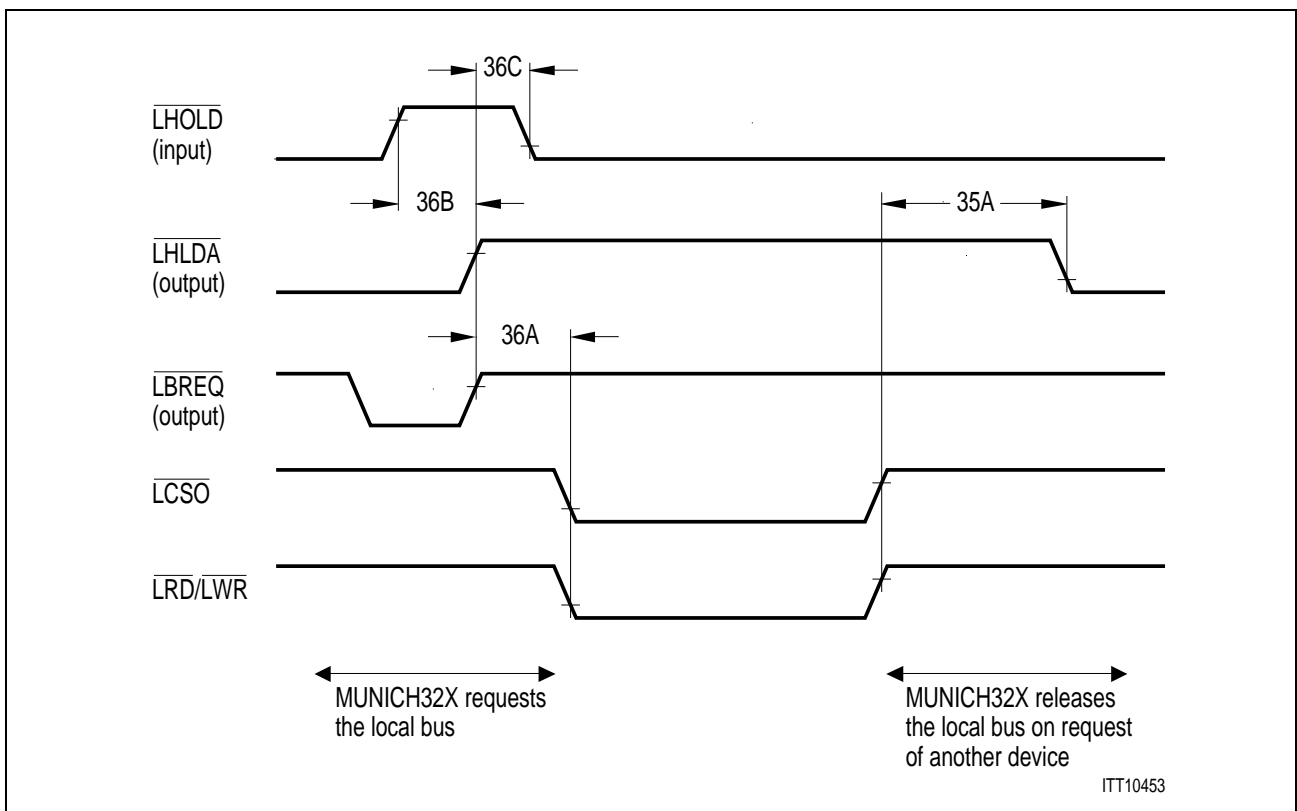 36C
LHOLD
(input)
36B
35A
LHLDA
(output)
36A
LBREQ
(output)
LCSO
LRD/LWR
MUNICH32X requests
the local bus
MUNICH32X releases
the local bus on request
of another device
ITT10453